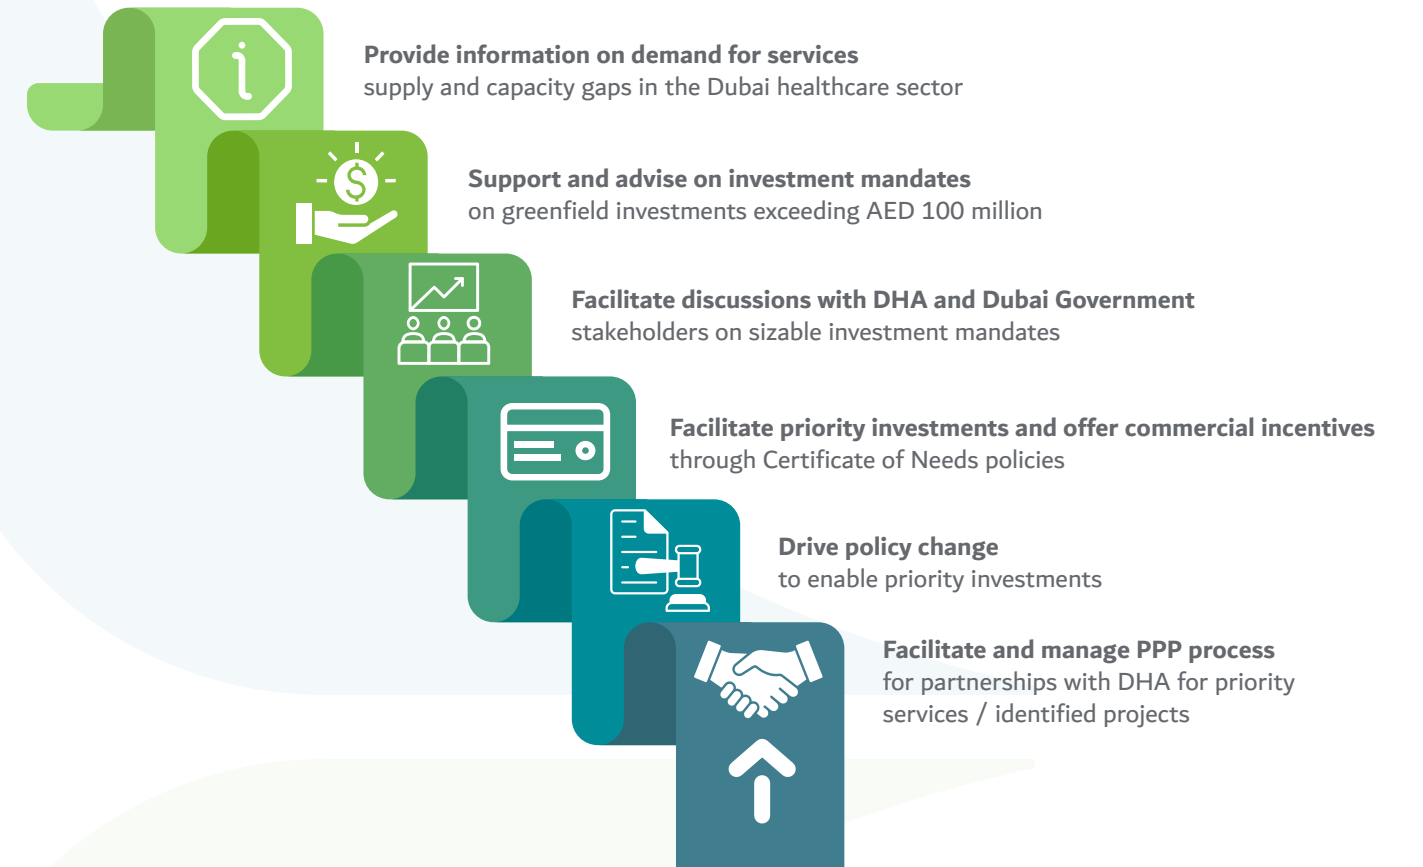 Provide information on demand for services
supply and capacity gaps in the Dubai healthcare sector
Support and advise on investment mandates
on greenfield investments exceeding AED 100 million
Facilitate discussions with DHA and Dubai Government
stakeholders on sizable investment mandates
Facilitate priority investments and offer commercial incentives
through Certificate of Needs policies
Drive policy change
to enable priority investments
Facilitate and manage PPP process
for partnerships with DHA for priority
services / identified projects